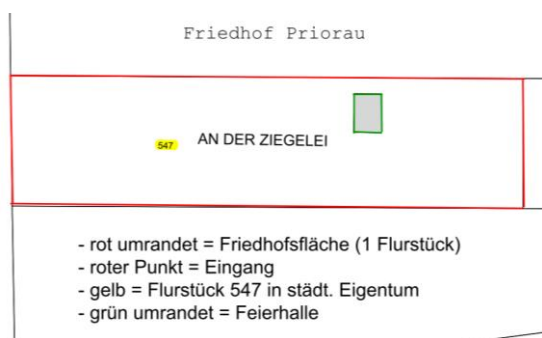 Friedhof Priorau
547 AN DER ZIEGELEI
- rot umrandet = Friedhofsfläche (1 Flurstück)
- roter Punkt = Eingang
- gelb = Flurstück 547 in städt. Eigentum
- grün umrandet = Feierhalle